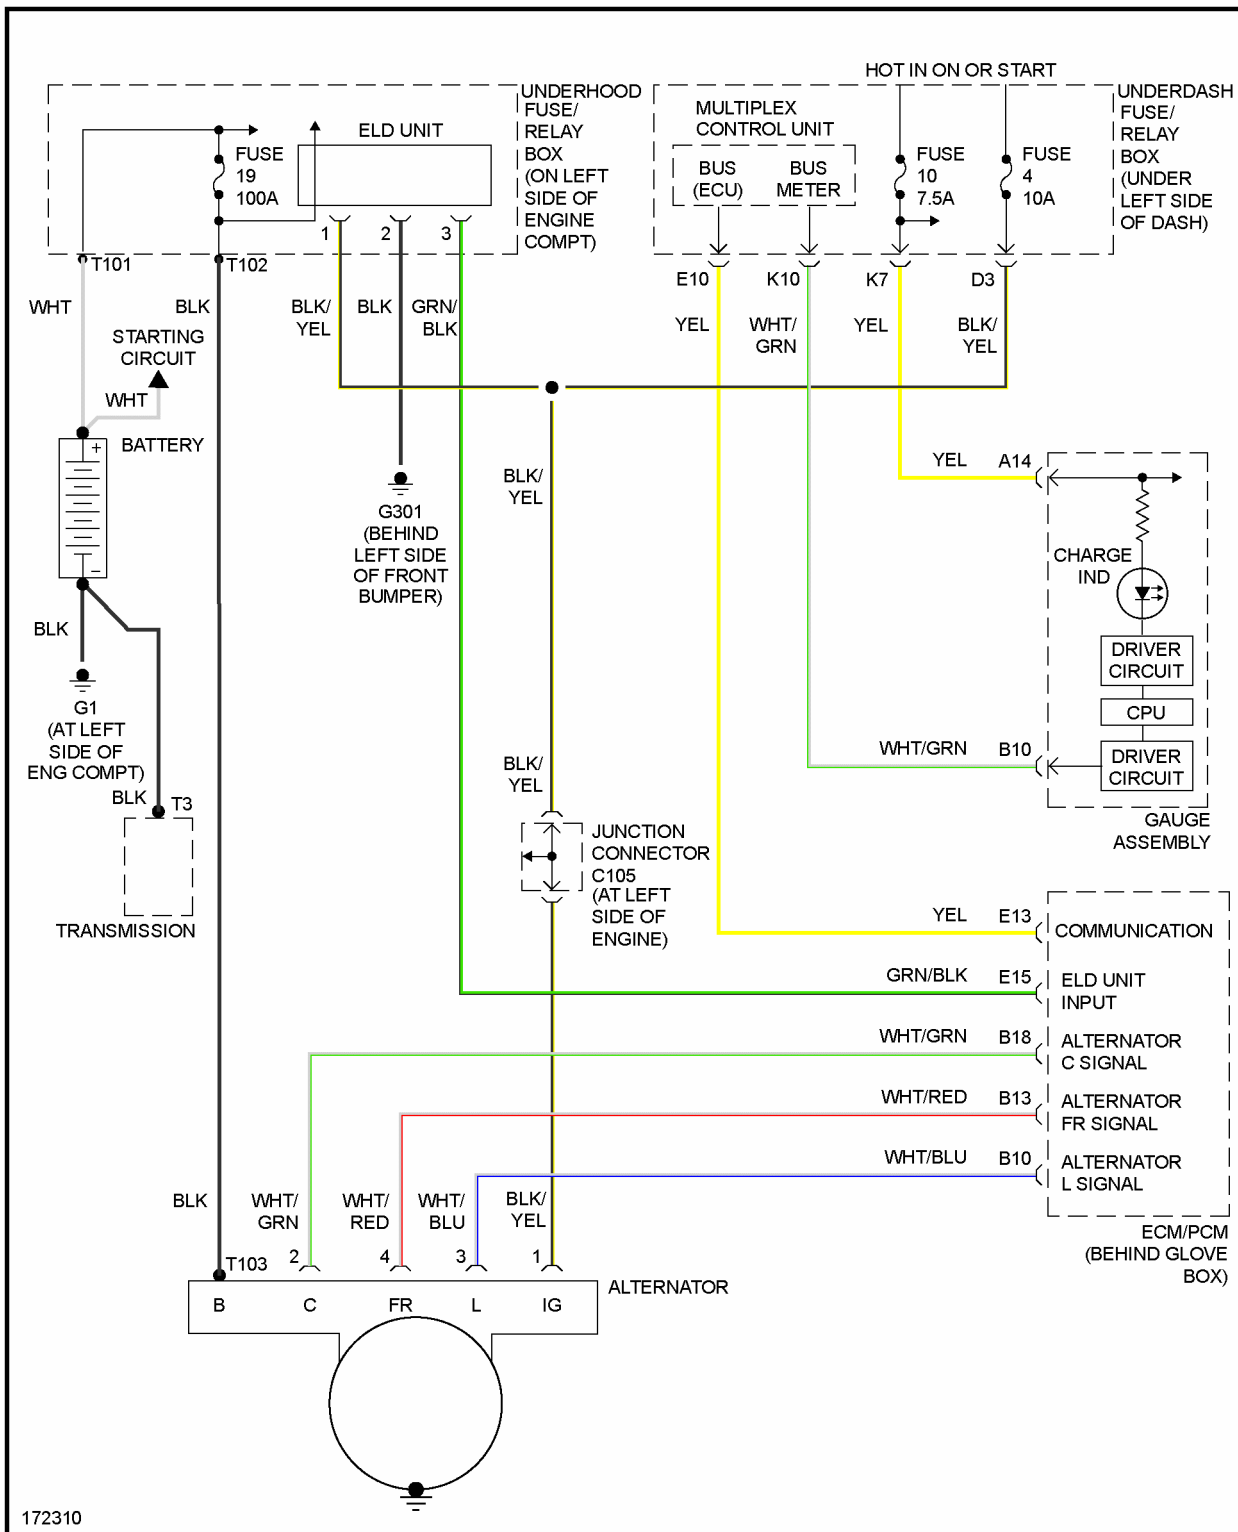 HOT IN ON OR START
UNDERHOOD
FUSE/
RELAY
BOX
(ON LEFT
SIDE OF
ENGINE
COMPT)
ELD UNIT
FUSE
19
100A
1
2
3
MULTIPLEX
CONTROL UNIT
BUS
(ECU)
BUS
METER
FUSE
10
7.5A
FUSE
4
10A
UNDERDASH
FUSE/
RELAY
BOX
(UNDER
LEFT SIDE
OF DASH)
T101
T102
E10
K10
K7
D3
WHT
BLK
BLK/
YEL
BLK
GRN/
BLK
YEL
WHT/
GRN
YEL
BLK/
YEL
STARTING
CIRCUIT
WHT
BATTERY
+
−
BLK/
YEL
G301
(BEHIND
LEFT SIDE
OF FRONT
BUMPER)
YEL
A14
CHARGE
IND
DRIVER
CIRCUIT
CPU
DRIVER
CIRCUIT
WHT/GRN
B10
GAUGE
ASSEMBLY
BLK
G1
(AT LEFT
SIDE OF
ENG COMPT)
BLK
T3
TRANSMISSION
BLK/
YEL
JUNCTION
CONNECTOR
C105
(AT LEFT
SIDE OF
ENGINE)
YEL
E13
COMMUNICATION
GRN/BLK
E15
ELD UNIT
INPUT
WHT/GRN
B18
ALTERNATOR
C SIGNAL
WHT/RED
B13
ALTERNATOR
FR SIGNAL
WHT/BLU
B10
ALTERNATOR
L SIGNAL
ECM/PCM
(BEHIND GLOVE
BOX)
BLK
WHT/
GRN
WHT/
RED
WHT/
BLU
BLK/
YEL
T103
2
4
3
1
ALTERNATOR
B
C
FR
L
IG
172310